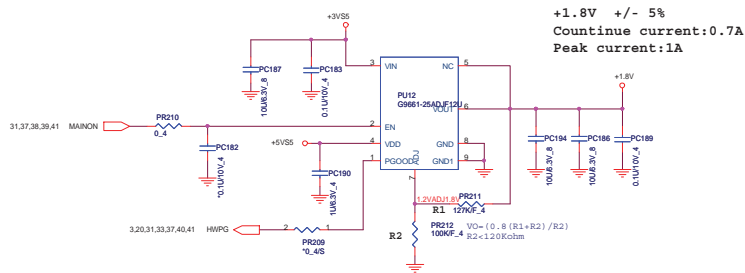 +1.8V +/- 5%
Countinue current:0.7A
Peak current:1A
+3VS5
PC187
10U/6.3V_8
PC183
0.1U/10V_4
3
VIN
NC
5
PU12
G9661-25ADJF12U
+1.8V
VOUT
6
31,37,38,39,41
MAINON
PR210
0_4
2
EN
PC182
*0.1U/10V_4
+5VS5
4
VDD
GND
8
1
PGOOD
ADJ
GND1
9
PC190
1U/6.3V_4
PC194
10U/6.3V_8
PC186
10U/6.3V_8
PC189
0.1U/10V_4
7
1.2VADJ1.8V
PR211
R1
127K/F_4
3,20,31,33,37,40,41
HWPG
2
1
PR209
*0_4/S
R2
PR212
100K/F_4
VO=(0.8(R1+R2)/R2)
R2<120Kohm